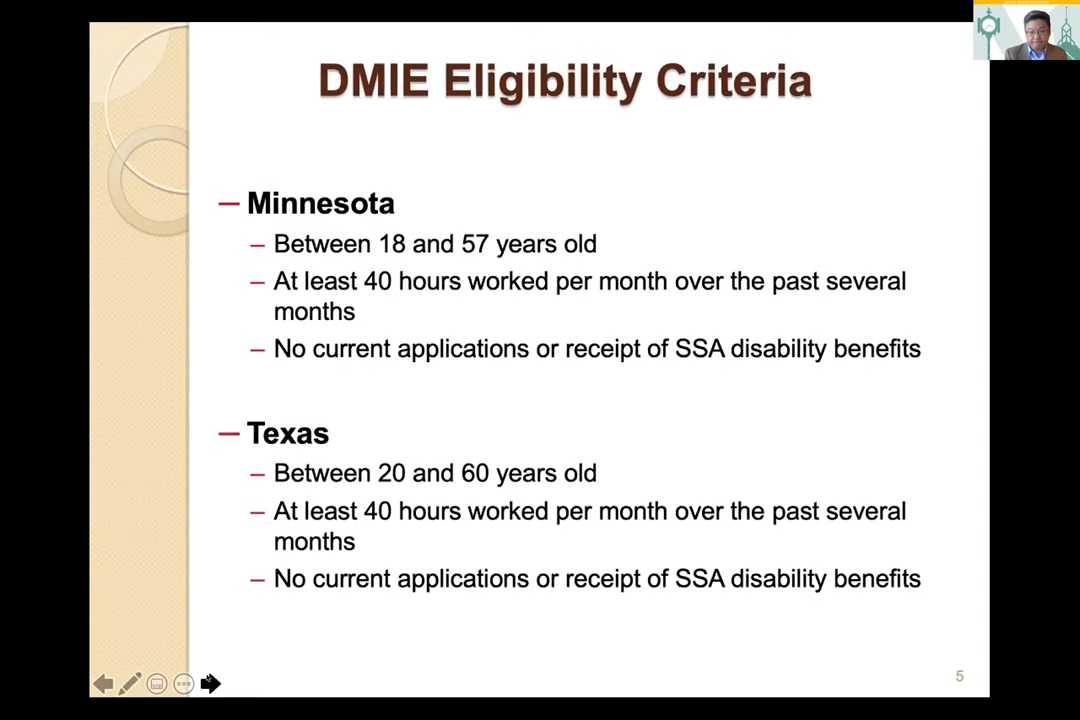 DMIE Eligibility Criteria
– Minnesota
– Between 18 and 57 years old
– At least 40 hours worked per month over the past several
months
– No current applications or receipt of SSA disability benefits
– Texas
– Between 20 and 60 years old
– At least 40 hours worked per month over the past several
months
– No current applications or receipt of SSA disability benefits
5